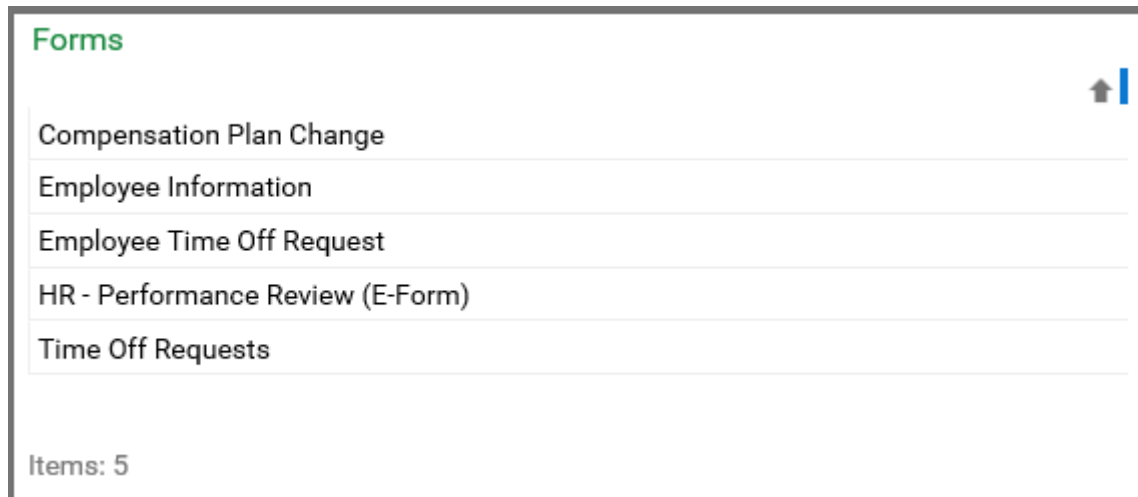 Forms
Compensation Plan Change
Employee Information
Employee Time Off Request
HR - Performance Review (E-Form)
Time Off Requests
Items: 5